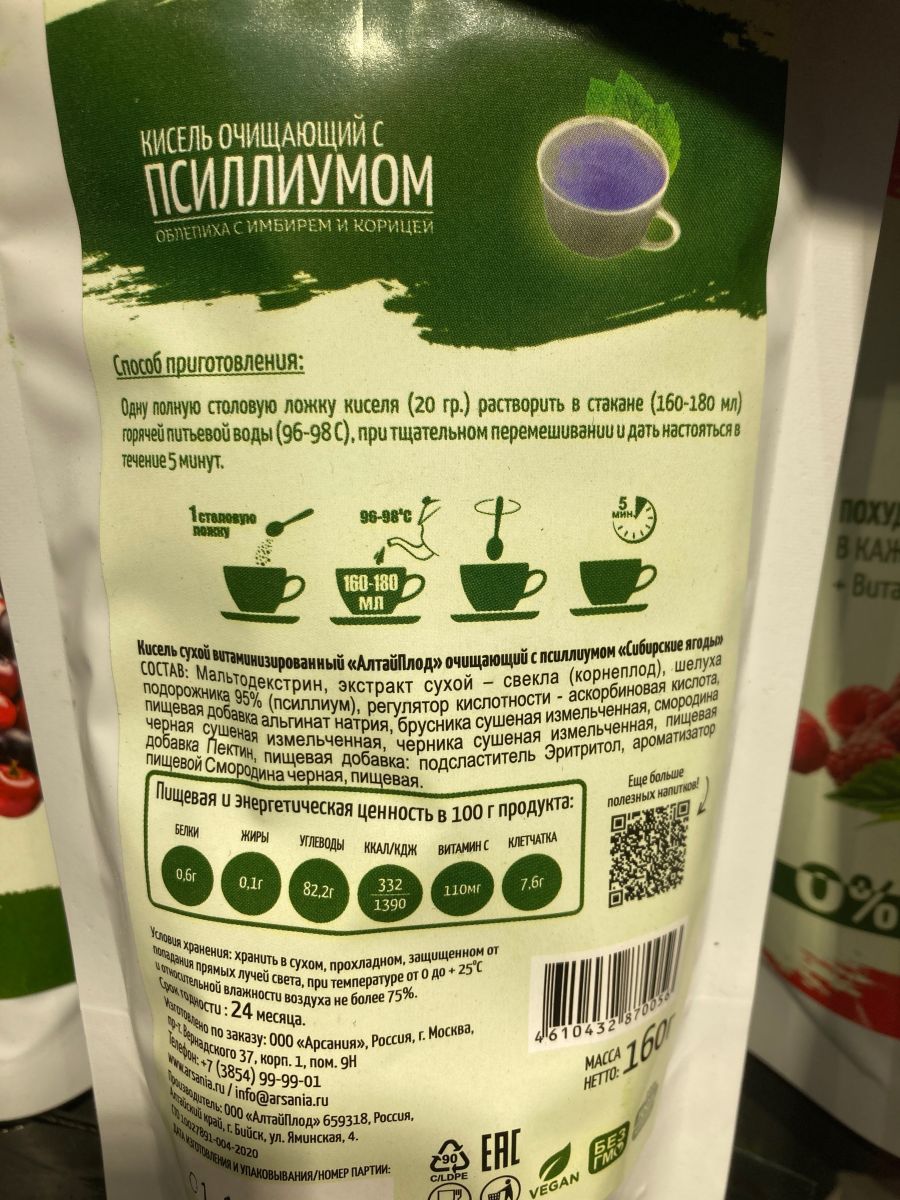 КИСЕЛЬ ОЧИЩАЮЩИЙ С
ПСИЛЛИУМОМ
ОБЛЕПИХА С ИМБИРЕМ И КОРИЦЕЙ
Способ приготовления:
Одну полную столовую ложку киселя (20 гр.) растворить в стакане (160-180 мл)
горячей питьевой воды (96-98 С), при тщательном перемешивании и дать настояться в
течение 5 минут.
1 столовую
ложку
96-98°С
160-180
МЛ
5
МИН.
Кисель сухой витаминизированный «АлтайПлод» очищающий с псиллиумом «Сибирские ягоды»
СОСТАВ: Мальтодекстрин, экстракт сухой – свекла (корнеплод), шелуха
подорожника 95% (псиллиум), регулятор кислотности - аскорбиновая кислота,
пищевая добавка альгинат натрия, брусника сушеная измельченная, смородина
черная сушеная измельченная, черника сушеная измельченная, пищевая
добавка Пектин, пищевая добавка: подсластитель Эритритол, ароматизатор
пищевой Смородина черная, пищевая.
Пищевая и энергетическая ценность в 100 г продукта:
БЕЛКИ ЖИРЫ УГЛЕВОДЫ ККАЛ/КДЖ ВИТАМИН С КЛЕТЧАТКА
0,6г 0,1г 82,2г 332 110мг 7,6г
1390
Еще больше
полезных напитков!
Условия хранения: хранить в сухом, прохладном, защищенном от
попадания прямых лучей света, при температуре от 0 до + 25°С
и относительной влажности воздуха не более 75%.
Срок годности : 24 месяца.
Изготовлено по заказу: ООО «Арсания», Россия, г. Москва,
пр-т Вернадского 37, корп. 1, пом. 9Н
Телефон: +7 (3854) 99-99-01
www.arsania.ru / info@arsania.ru
Производитель: ООО «АлтайПлод» 659318, Россия,
Алтайский край, г. Бийск, ул. Яминская, 4.
СТО 10027891-004-2020
ДАТА ИЗГОТОВЛЕНИЯ И УПАКОВЫВАНИЯ/НОМЕР ПАРТИИ:
4 610432 870056
МАССА
НЕТТО: 160г
90
C/LDPE
EAC
VEGAN
БЕЗ
ГМО
ПОХУД
В КАЖ
+ Вита
0%